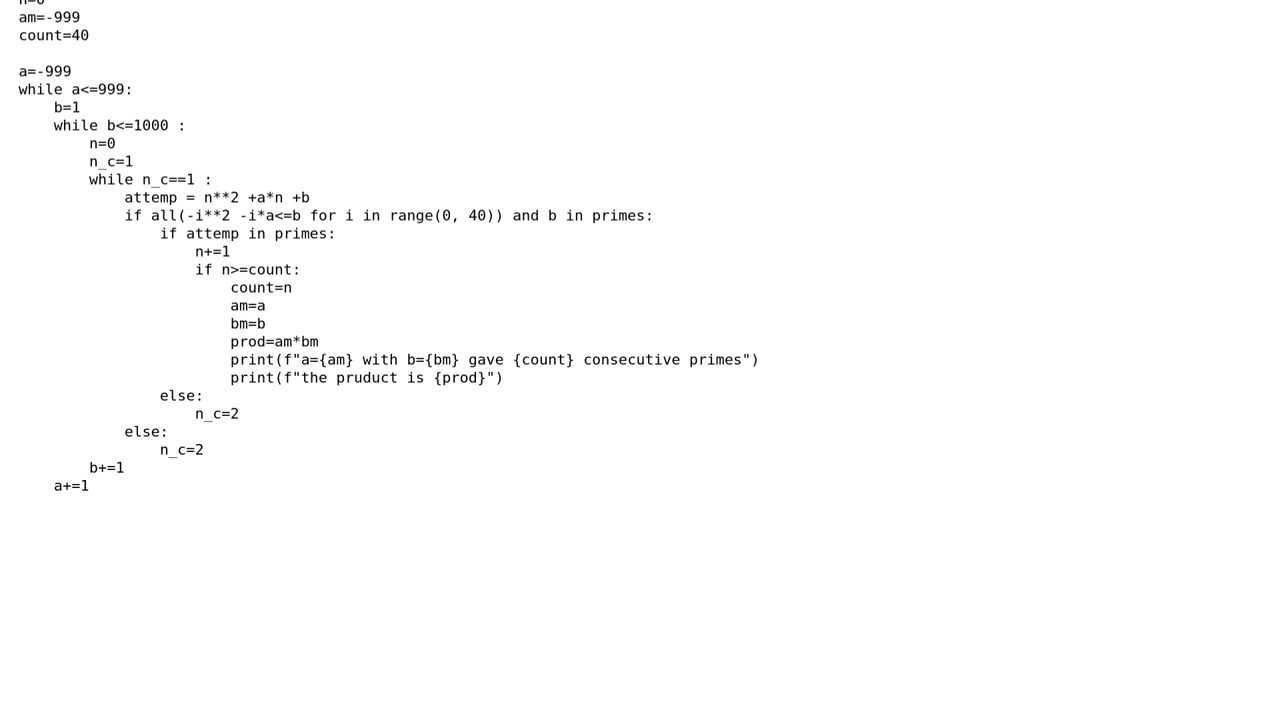 am=-999
count=40
a=-999
while a<=999:
    b=1
    while b<=1000 :
        n=0
        n_c=1
        while n_c==1 :
            attemp = n**2 +a*n +b
            if all(-i**2 -i*a<=b for i in range(0, 40)) and b in primes:
                if attemp in primes:
                    n+=1
                    if n>=count:
                        count=n
                        am=a
                        bm=b
                        prod=am*bm
                        print(f"a={am} with b={bm} gave {count} consecutive primes")
                        print(f"the pruduct is {prod}")
                else:
                    n_c=2
            else:
                n_c=2
        b+=1
    a+=1